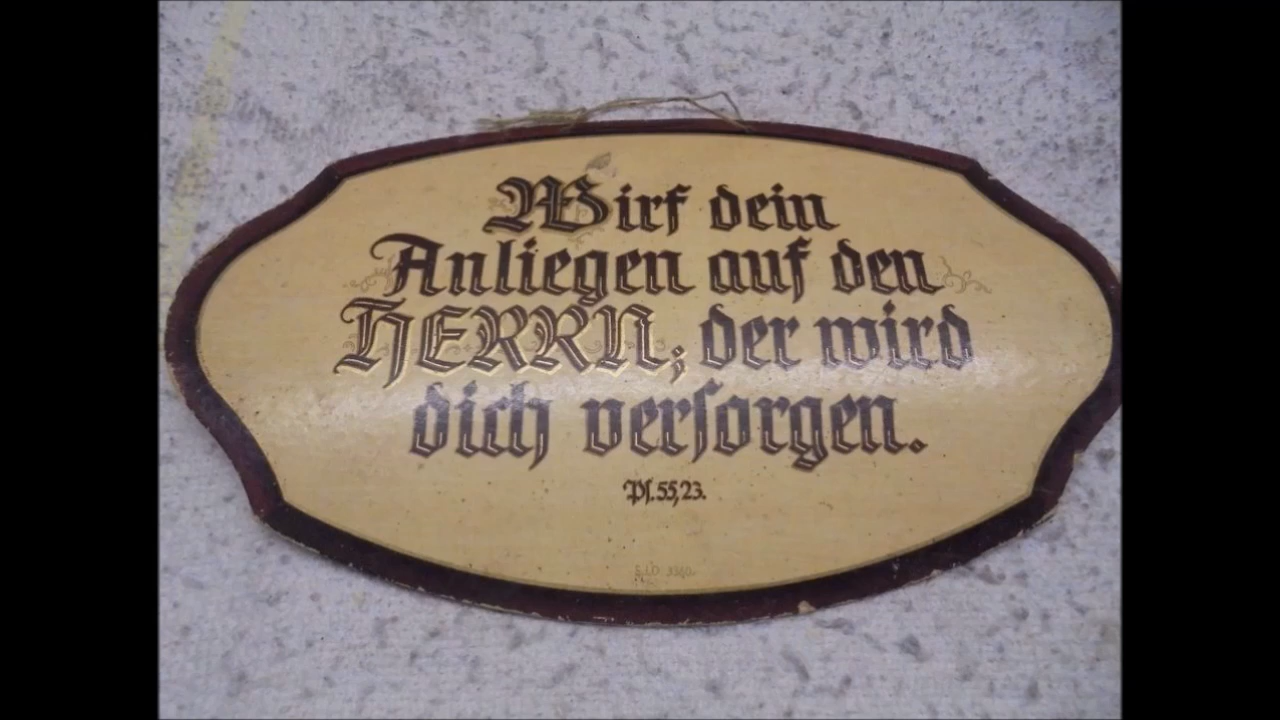 Wirf dein
Anliegen auf den
HERRN; der wird
dich verſorgen.
Pſ. 55, 23.